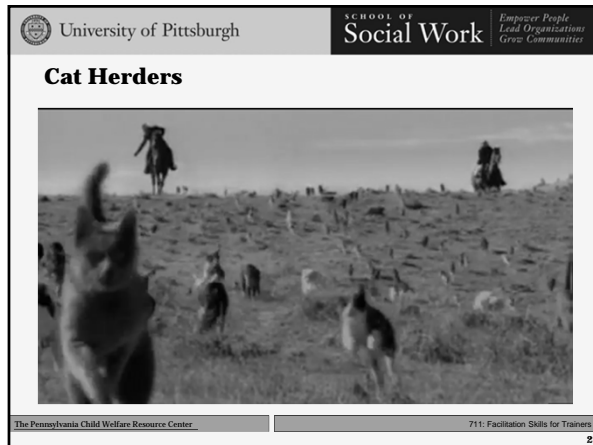 University of Pittsburgh
SCHOOL OF
Social Work
Empower People
Lead Organizations
Grow Communities
Cat Herders
The Pennsylvania Child Welfare Resource Center
711: Facilitation Skills for Trainers
2